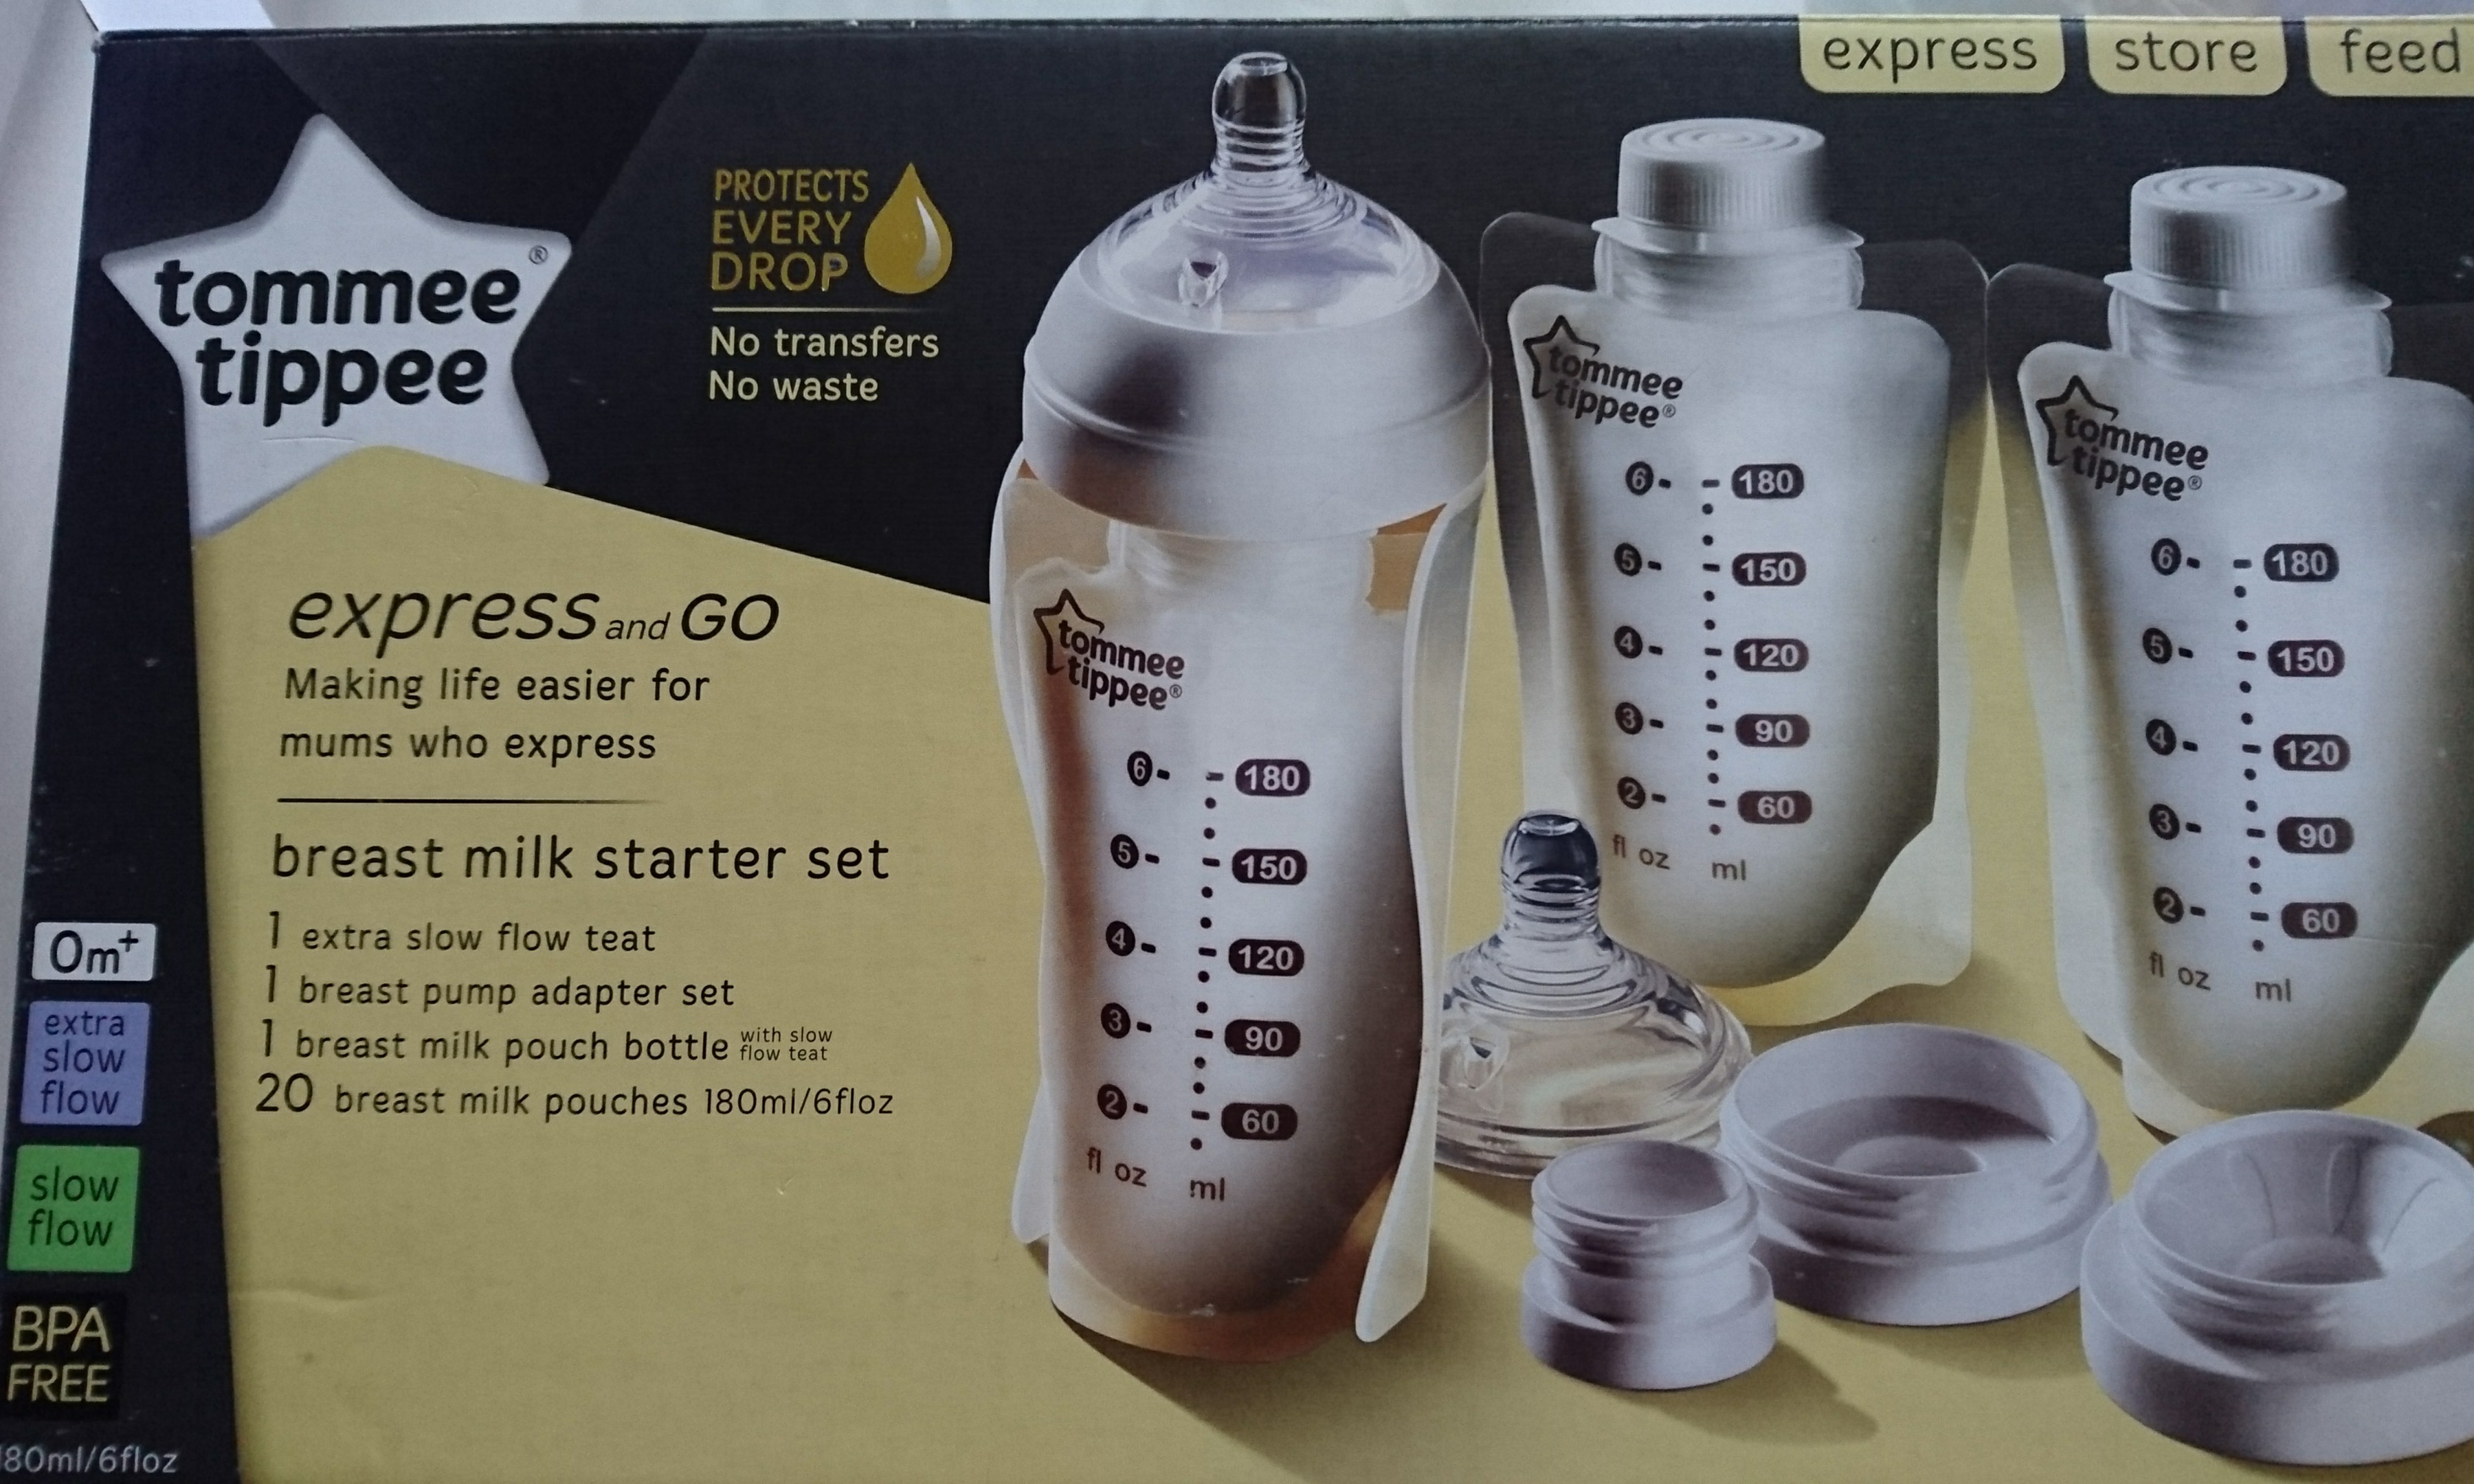 express
store
feed
tommee
tippee®
PROTECTS
EVERY
DROP
No transfers
No waste
express and GO
Making life easier for
mums who express
breast milk starter set
1 extra slow flow teat
1 breast pump adapter set
1 breast milk pouch bottle with slow flow teat
20 breast milk pouches 180ml/6floz
0m+
extra
slow
flow
slow
flow
BPA
FREE
180ml/6floz
tommee
tippee®
6 180
5 150
4 120
3 90
2 60
fl oz ml
tommee
tippee®
6 180
5 150
4 120
3 90
2 60
fl oz ml
tommee
tippee®
6 180
5 150
4 120
3 90
2 60
fl oz ml